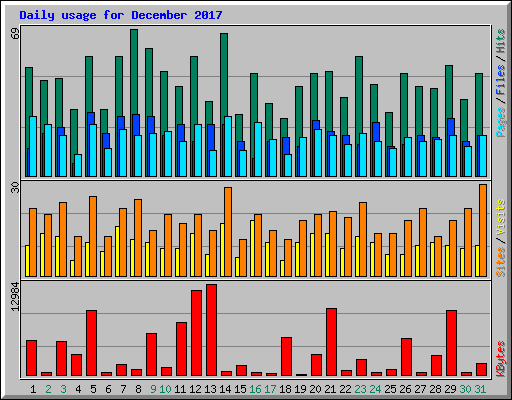 Daily usage for December 2017
69
Pages / Files / Hits
30
Sites / Visits
12984
KBytes
1 2 3 4 5 6 7 8 9 10 11 12 13 14 15 16 17 18 19 20 21 22 23 24 25 26 27 28 29 30 31